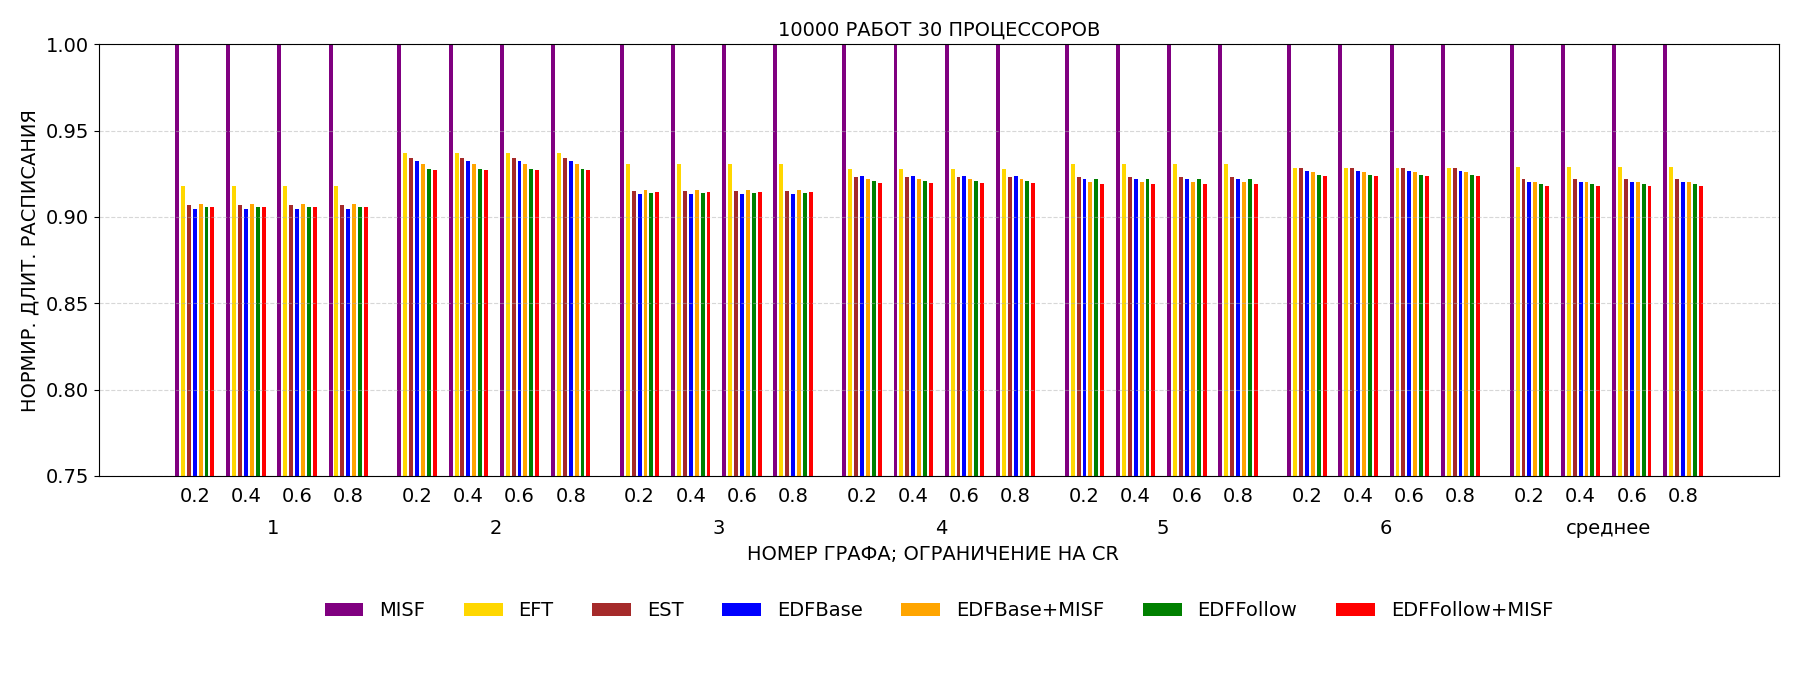 10000 РАБОТ 30 ПРОЦЕССОРОВ
НОРМИР. ДЛИТ. РАСПИСАНИЯ
1.00
0.95
0.90
0.85
0.80
0.75
0.2 0.4 0.6 0.8 0.2 0.4 0.6 0.8 0.2 0.4 0.6 0.8 0.2 0.4 0.6 0.8 0.2 0.4 0.6 0.8 0.2 0.4 0.6 0.8 0.2 0.4 0.6 0.8
1 2 3 4 5 6 среднее
НОМЕР ГРАФА; ОГРАНИЧЕНИЕ НА CR
MISF EFT EST EDFBase EDFBase+MISF EDFFollow EDFFollow+MISF